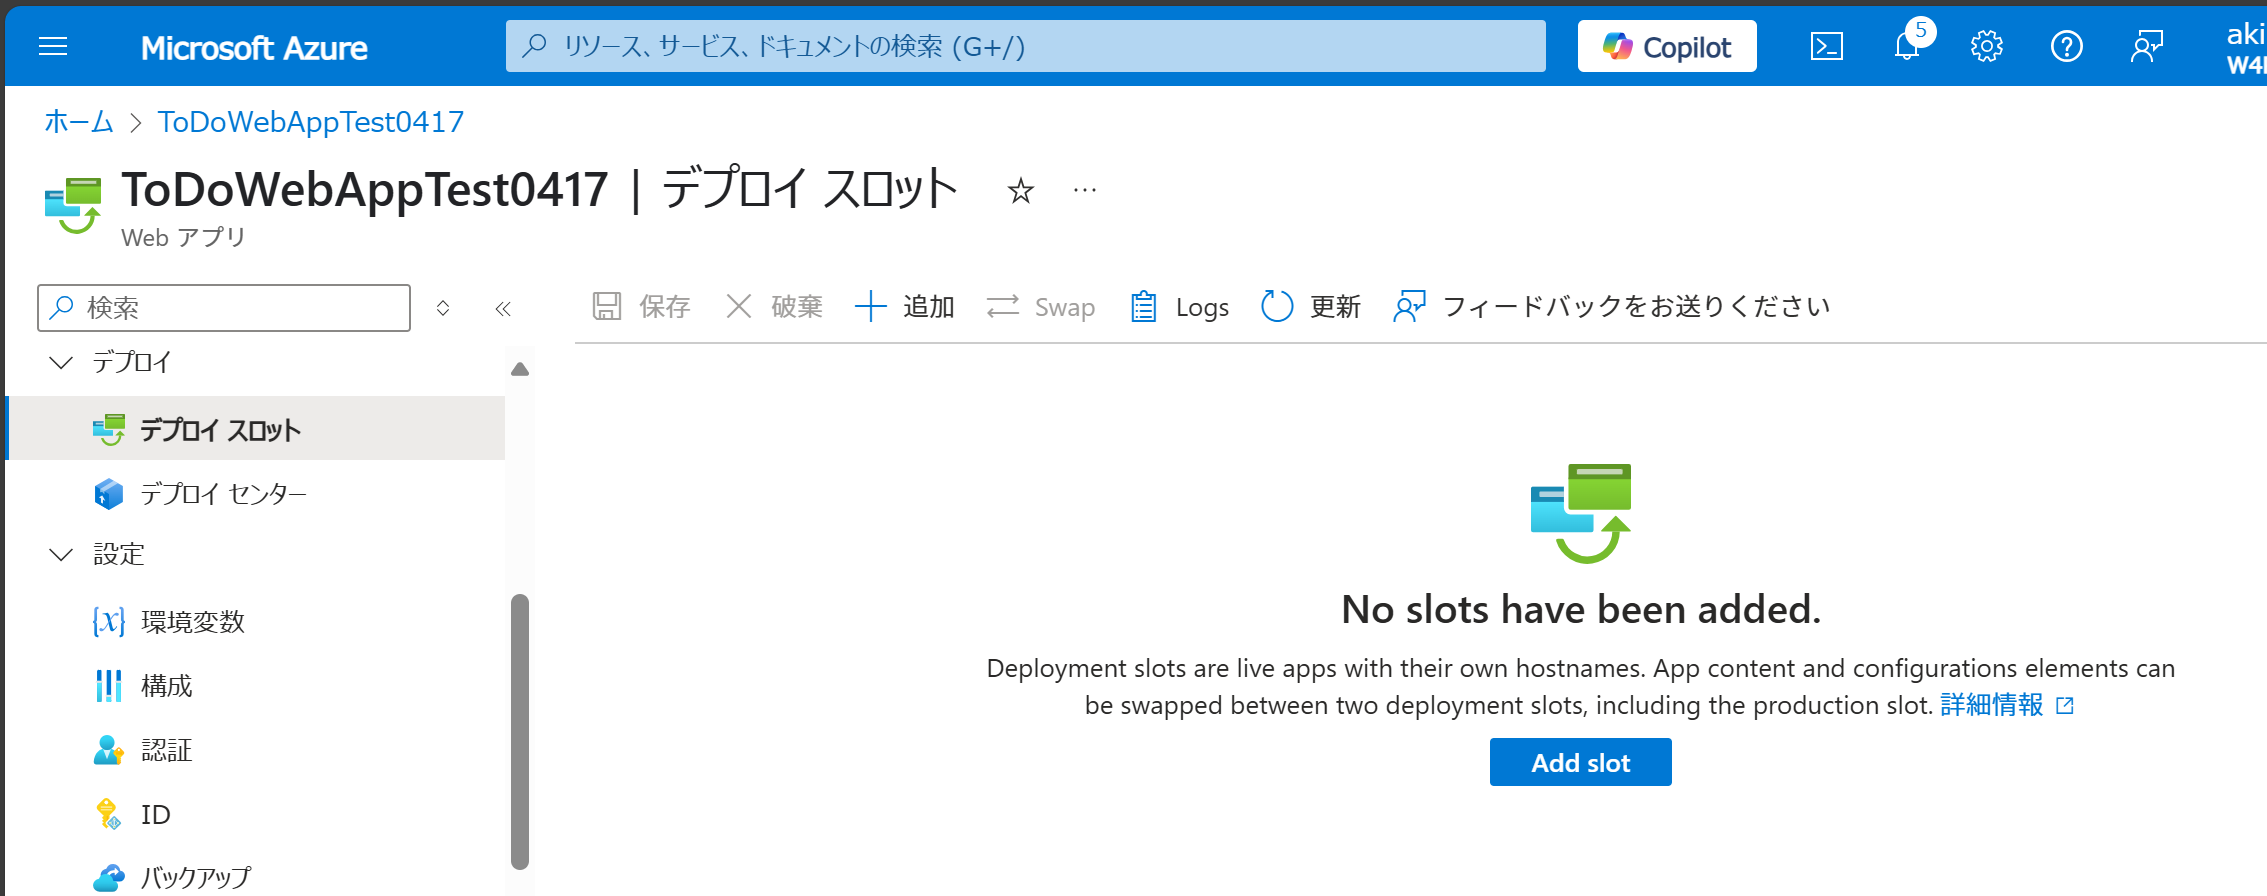 Microsoft Azure
リソース、サービス、ドキュメントの検索 (G+/)
Copilot
5
aki
W4
ホーム > ToDoWebAppTest0417
ToDoWebAppTest0417 | デプロイ スロット ☆ …
Web アプリ
検索
保存 破棄 追加 Swap Logs 更新 フィードバックをお送りください
デプロイ
デプロイ スロット
デプロイ センター
設定
環境変数
構成
認証
ID
バックアップ
No slots have been added.
Deployment slots are live apps with their own hostnames. App content and configurations elements can
be swapped between two deployment slots, including the production slot. 詳細情報
Add slot